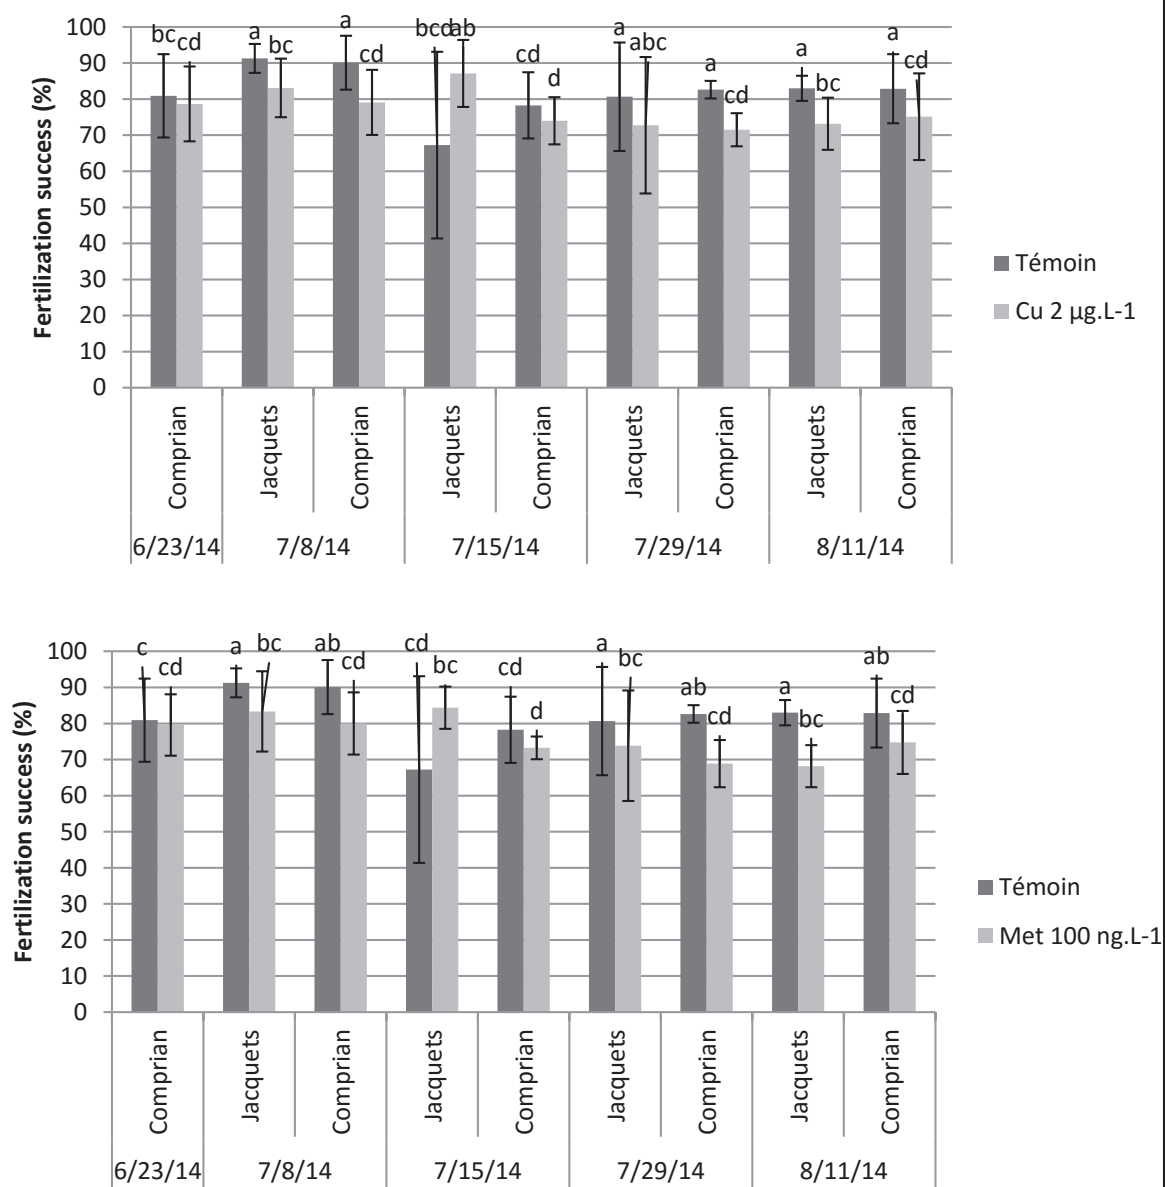 100
90
80
70
60
50
40
30
20
10
0
Fertilization success (%)
bc cd a bc a cd bcd ab cd d a abc a cd a bc a cd
Témoin
Cu 2 µg.L-1
Comprian Jacquets Comprian Jacquets Comprian Jacquets Comprian Jacquets Comprian
6/23/14 7/8/14 7/15/14 7/29/14 8/11/14
100
90
80
70
60
50
40
30
20
10
0
Fertilization success (%)
c cd a bc ab cd cd bc cd d a bc ab cd a bc ab cd
Témoin
Met 100 ng.L-1
Comprian Jacquets Comprian Jacquets Comprian Jacquets Comprian Jacquets Comprian
6/23/14 7/8/14 7/15/14 7/29/14 8/11/14